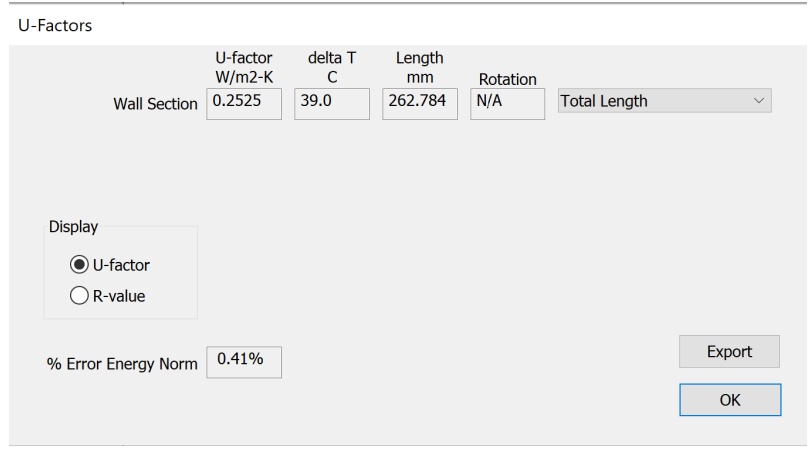 U-Factors
U-factor delta T Length
W/m2-K C mm Rotation
Wall Section 0.2525 39.0 262.784 N/A Total Length
Display
U-factor
R-value
% Error Energy Norm 0.41%
Export
OK